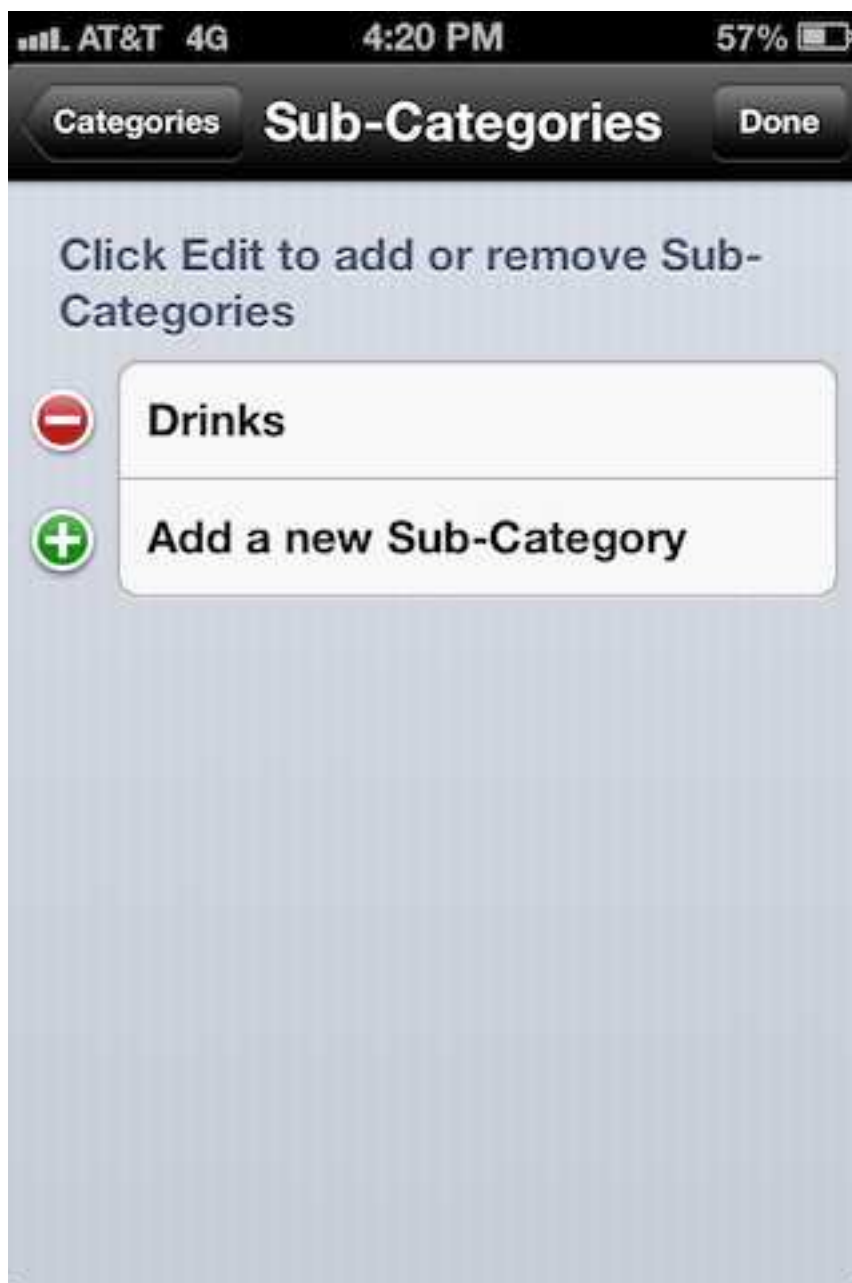 AT&T 4G 4:20 PM 57%
Categories Sub-Categories Done
Click Edit to add or remove Sub-
Categories
Drinks
Add a new Sub-Category